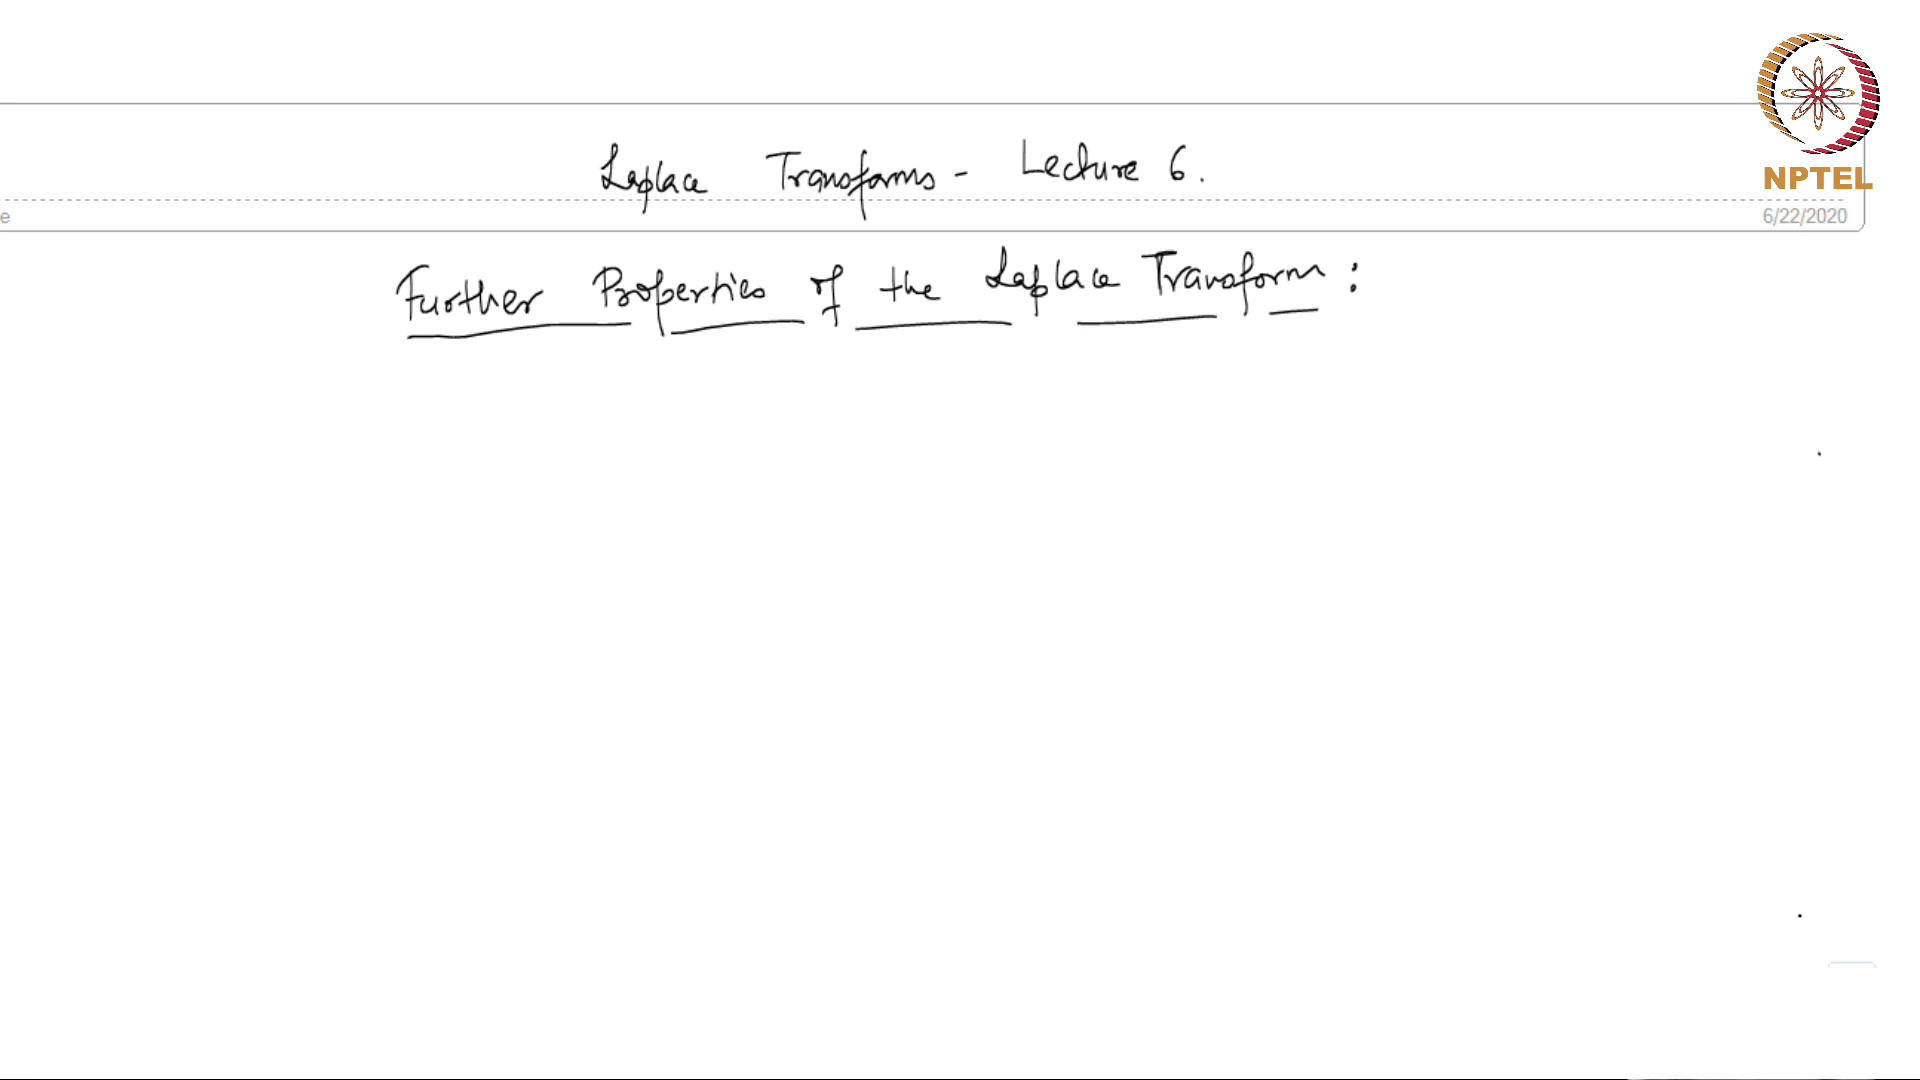 Laplace Transforms - Lecture 6.
NPTEL
e
6/22/2020
Further Properties of the Laplace Transform :